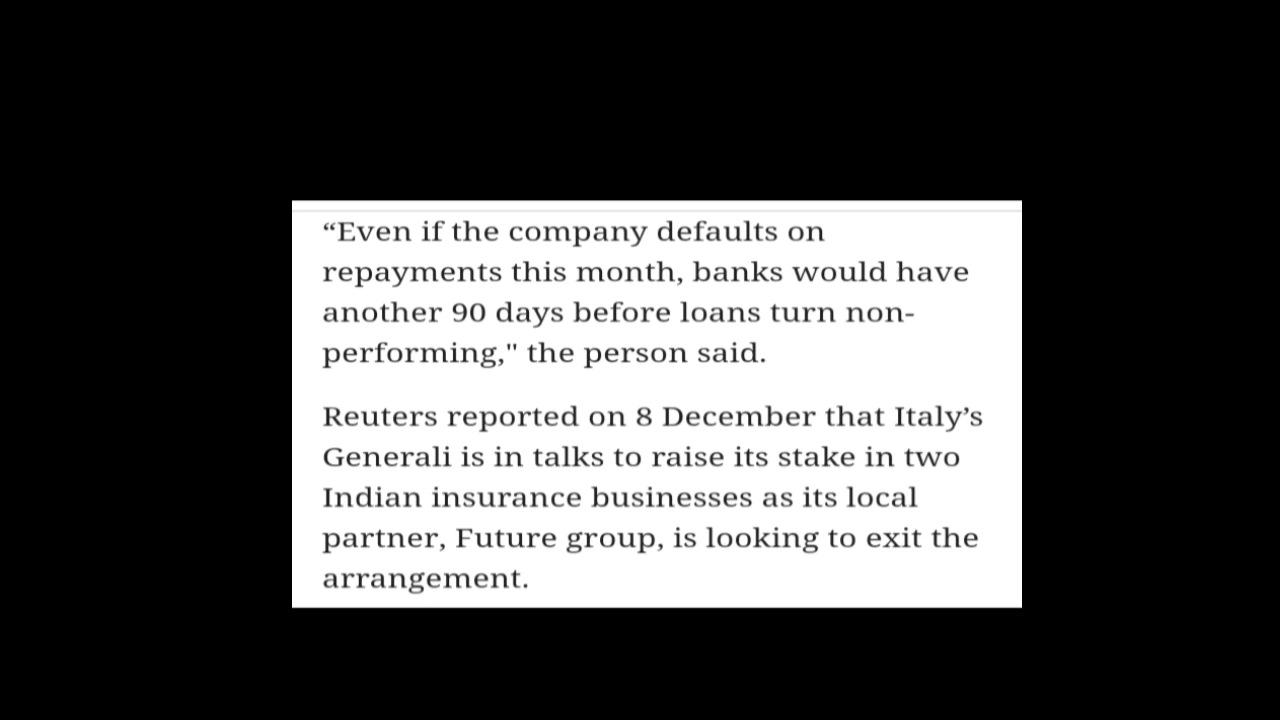 “Even if the company defaults on
repayments this month, banks would have
another 90 days before loans turn non-
performing," the person said.
Reuters reported on 8 December that Italy’s
Generali is in talks to raise its stake in two
Indian insurance businesses as its local
partner, Future group, is looking to exit the
arrangement.